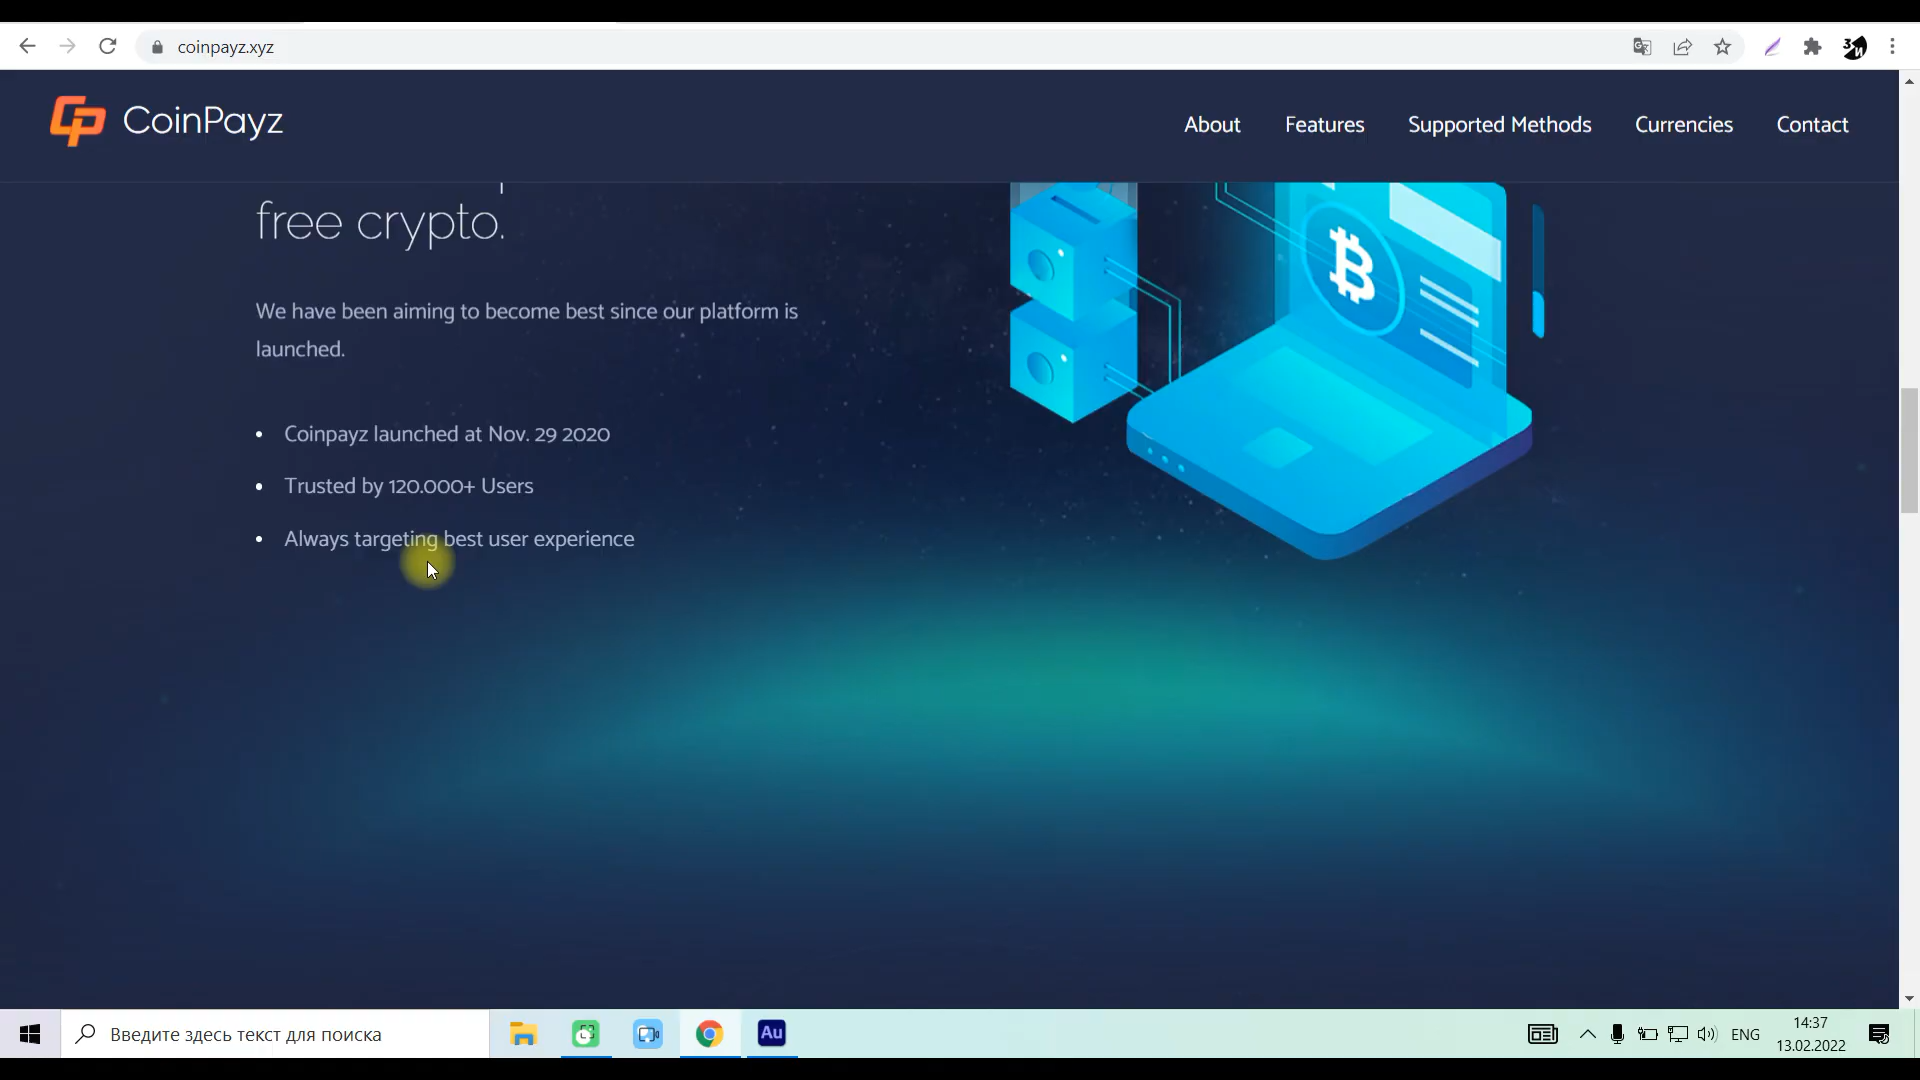 coinpayz.xyz
CoinPayz
About Features Supported Methods Currencies Contact
free crypto.
We have been aiming to become best since our platform is
launched.
• Coinpayz launched at Nov. 29 2020
• Trusted by 120.000+ Users
• Always targeting best user experience
Введите здесь текст для поиска
Au
ENG
14:37
13.02.2022